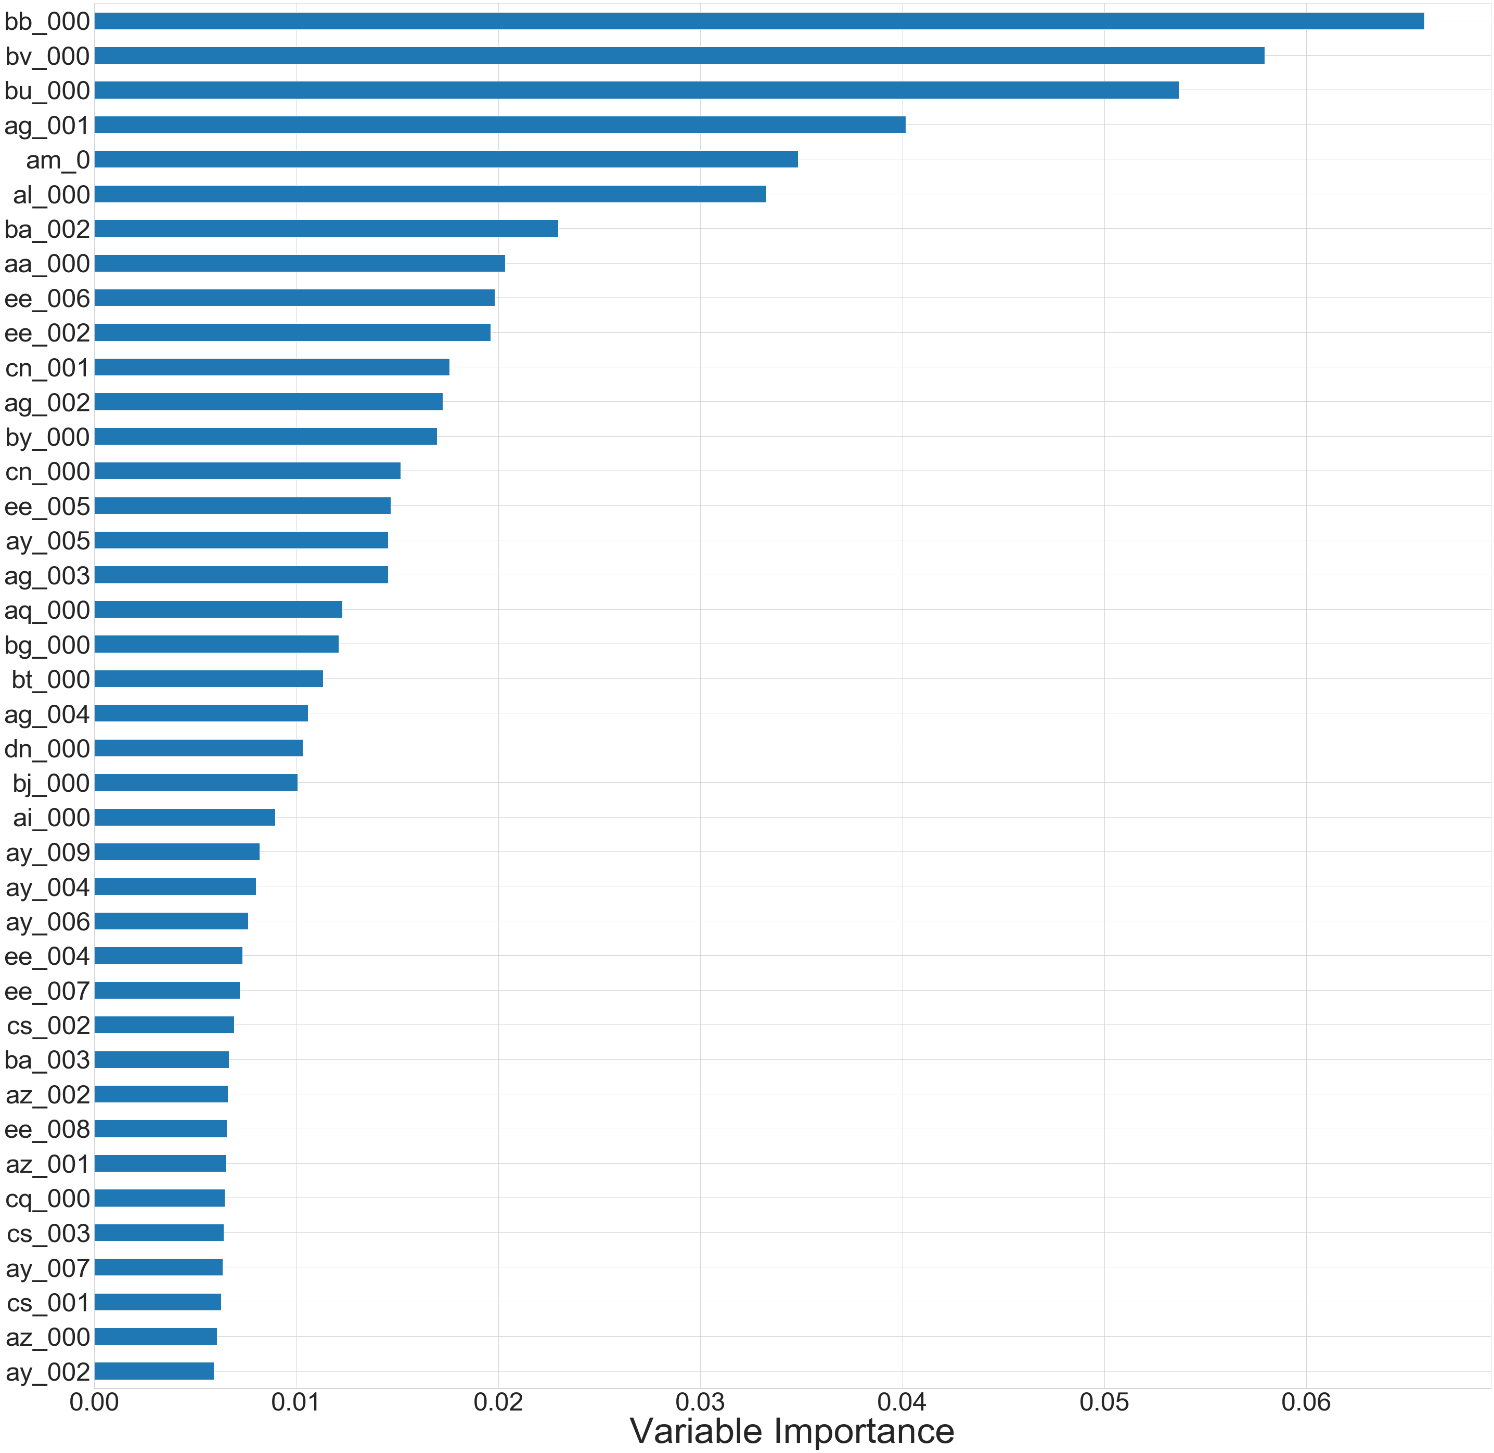 bb_000
bv_000
bu_000
ag_001
am_0
al_000
ba_002
aa_000
ee_006
ee_002
cn_001
ag_002
by_000
cn_000
ee_005
ay_005
ag_003
aq_000
bg_000
bt_000
ag_004
dn_000
bj_000
ai_000
ay_009
ay_004
ay_006
ee_004
ee_007
cs_002
ba_003
az_002
ee_008
az_001
cq_000
cs_003
ay_007
cs_001
az_000
ay_002
0.00 0.01 0.02 0.03 0.04 0.05 0.06
Variable Importance